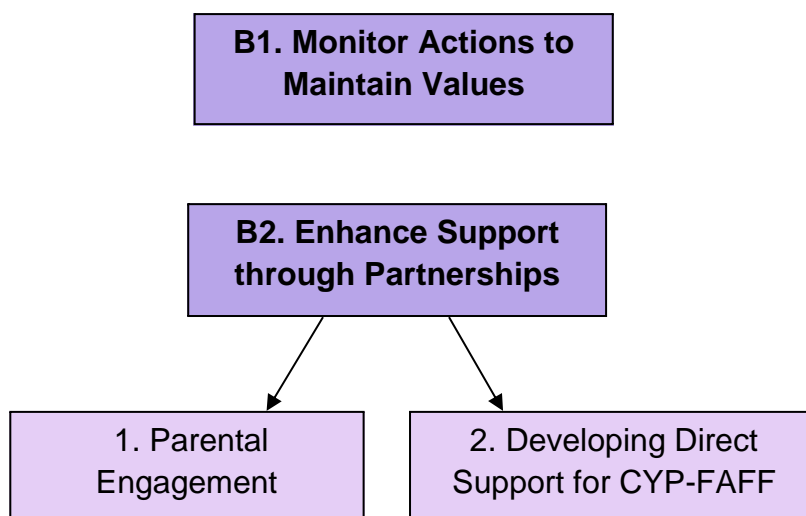 B1. Monitor Actions to
Maintain Values
B2. Enhance Support
through Partnerships
1. Parental
Engagement
2. Developing Direct
Support for CYP-FAFF